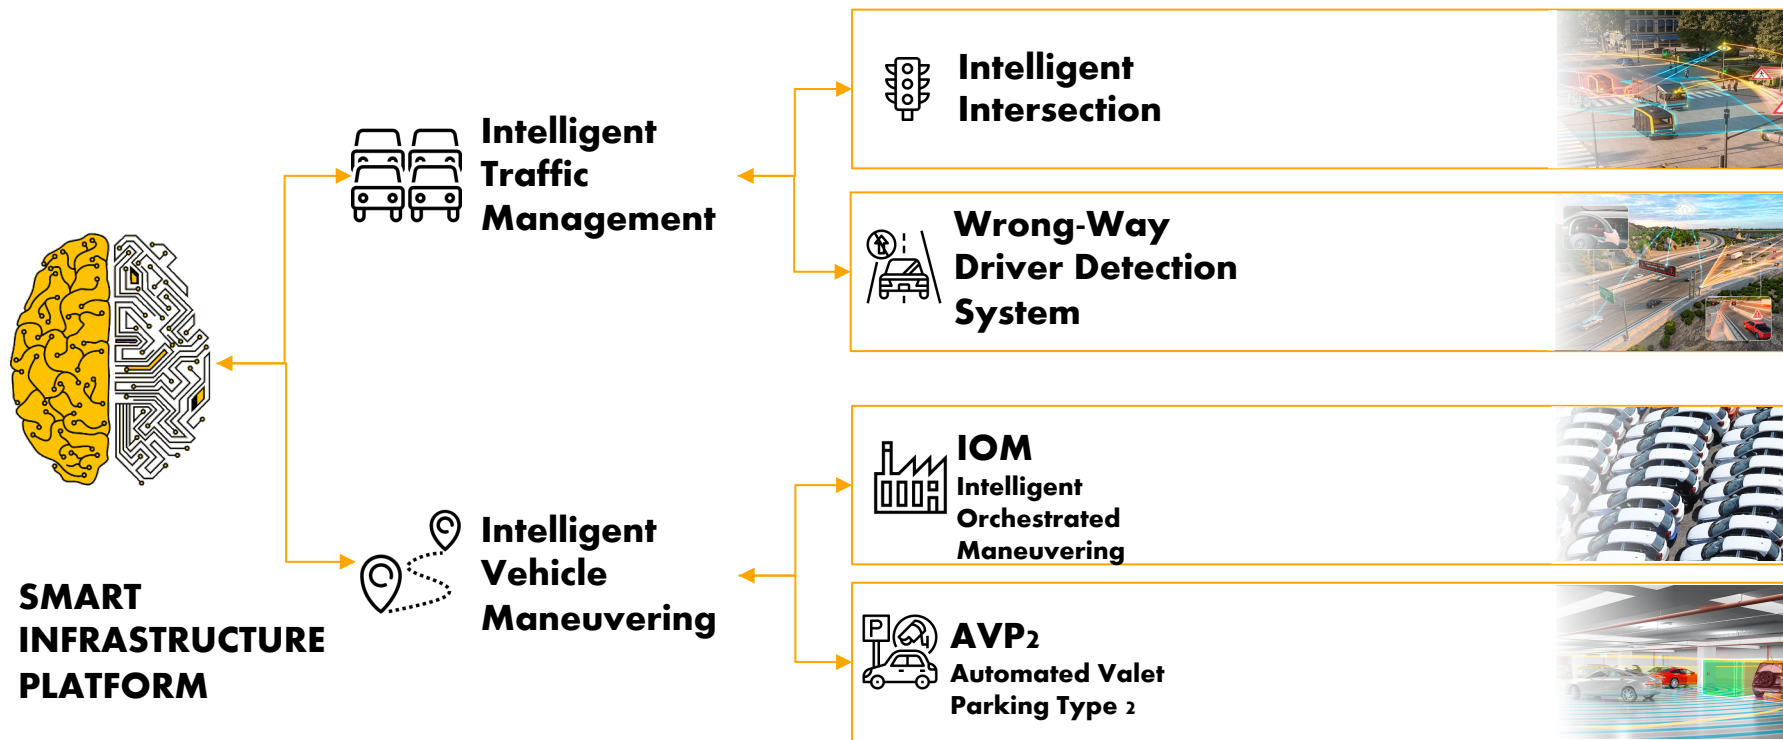 Intelligent
Traffic
Management
Intelligent
Intersection
Wrong-Way
Driver Detection
System
SMART
INFRASTRUCTURE
PLATFORM
Intelligent
Vehicle
Maneuvering
IOM
Intelligent
Orchestrated
Maneuvering
P
AVP2
Automated Valet
Parking Type 2